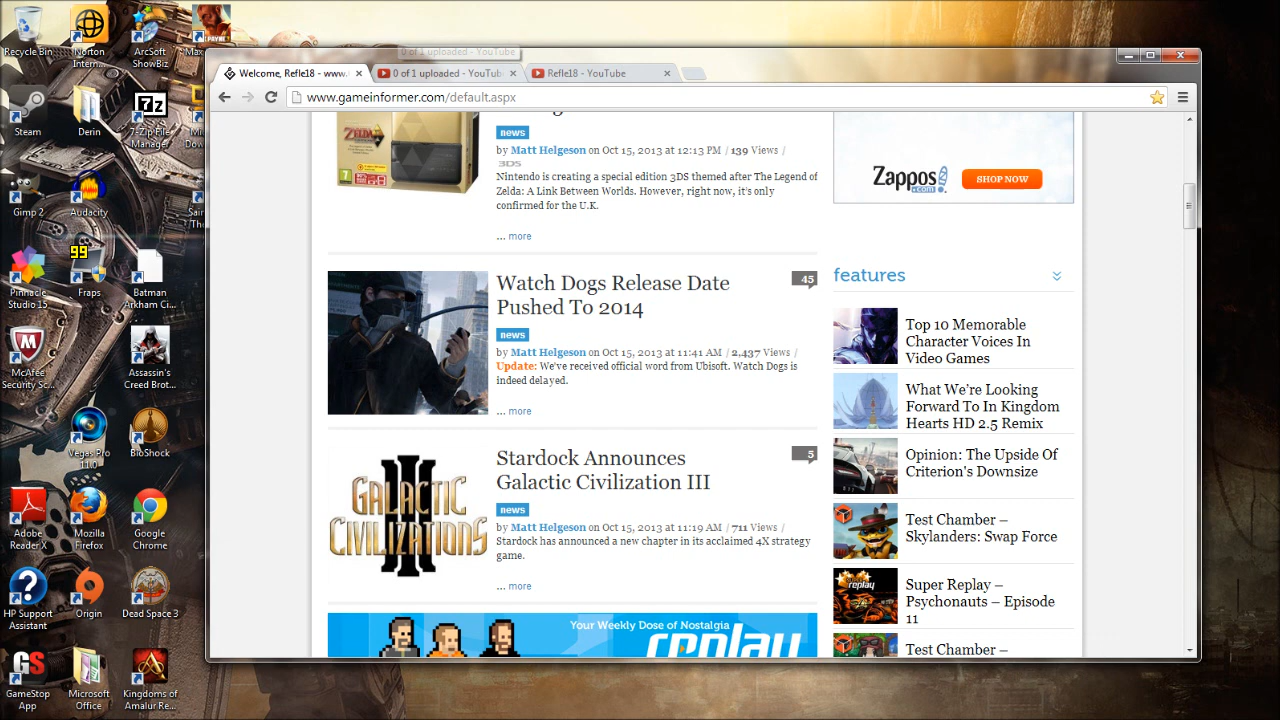 Recycle Bin
Norton
Intern...
ArcSoft
ShowBiz
Max
Steam
Derin
7-Zip File
Manager
Gimp 2
Audacity
99
Pinnacle
Studio 15
Fraps
Batman
Arkham Ci...
McAfee
Security Sc...
Assassin's
Creed Brot...
Vegas Pro
11.0
BioShock
Adobe
Reader X
Mozilla
Firefox
Google
Chrome
HP Support
Assistant
Origin
Dead Space 3
GameStop
App
Microsoft
Office
Kingdoms of
Amalur Re...
0 of 1 uploaded - YouTube
Welcome, Refle18 - www.
0 of 1 uploaded - YouTub
Refle18 - YouTube
www.gameinformer.com/default.aspx
news
by Matt Helgeson on Oct 15, 2013 at 12:13 PM / 139 Views /
3DS
Nintendo is creating a special edition 3DS themed after The Legend of
Zelda: A Link Between Worlds. However, right now, it's only
confirmed for the U.K.
... more
Watch Dogs Release Date
Pushed To 2014
45
news
by Matt Helgeson on Oct 15, 2013 at 11:41 AM / 2,437 Views /
Update: We've received official word from Ubisoft. Watch Dogs is
indeed delayed.
... more
GALACTIC
CIVILIZATIONS
III
Stardock Announces
Galactic Civilization III
5
news
by Matt Helgeson on Oct 15, 2013 at 11:19 AM / 711 Views /
Stardock has announced a new chapter in its acclaimed 4X strategy
game.
... more
Your Weekly Dose of Nostalgia
replay
Zappos.com
SHOP NOW
features
Top 10 Memorable
Character Voices In
Video Games
What We're Looking
Forward To In Kingdom
Hearts HD 2.5 Remix
Opinion: The Upside Of
Criterion's Downsize
Test Chamber –
Skylanders: Swap Force
Super Replay –
Psychonauts – Episode
11
Test Chamber –